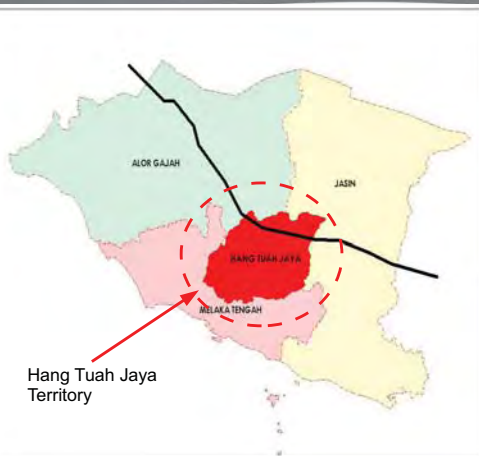 ALOR GAJAH
JASIN
HANG TUAH JAYA
MELAKA TENGAH
Hang Tuah Jaya
Territory